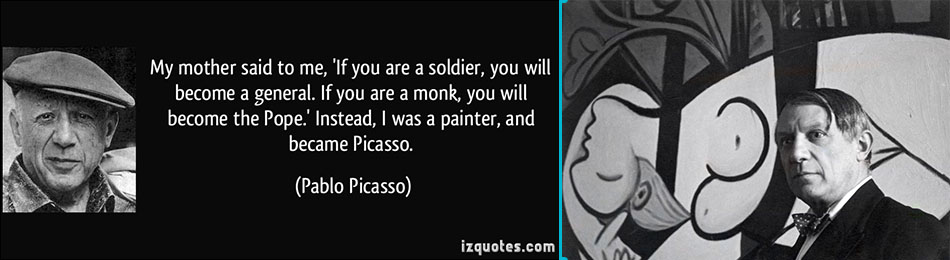 My mother said to me, 'If you are a soldier, you will
become a general. If you are a monk, you will
become the Pope.' Instead, I was a painter, and
became Picasso.
(Pablo Picasso)
izquotes.com